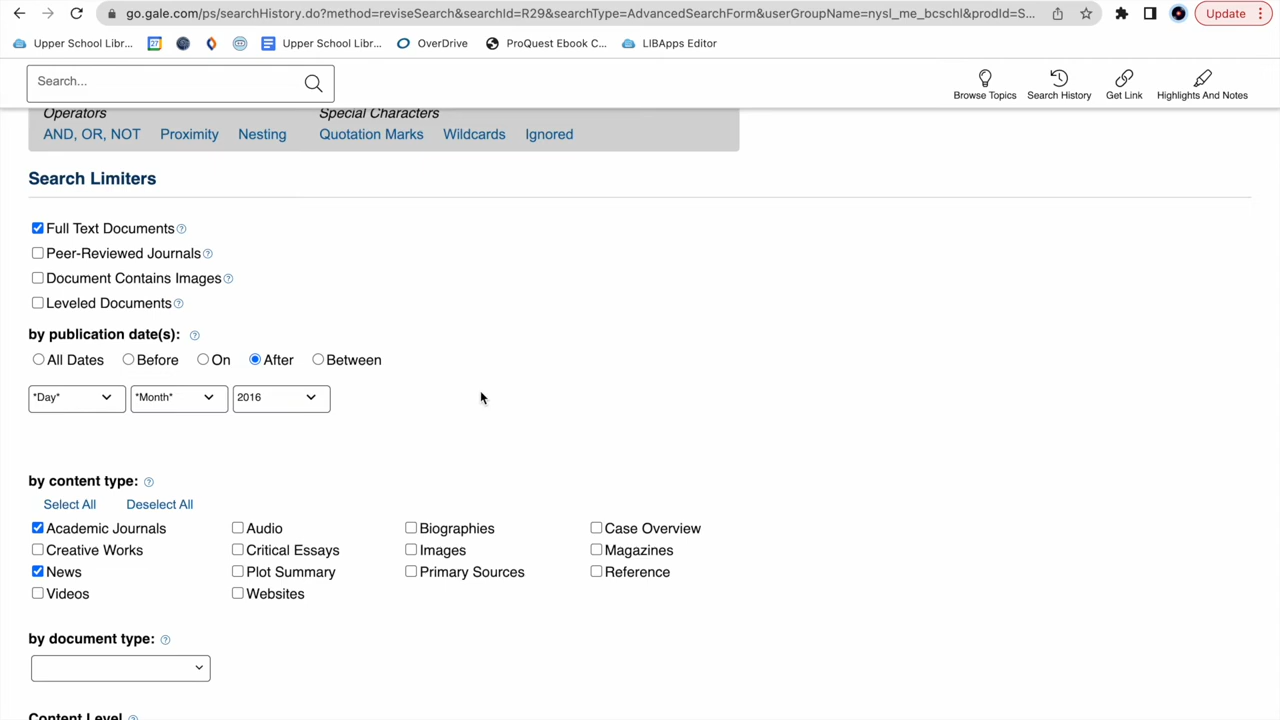 go.gale.com/ps/searchHistory.do?method=reviseSearch&searchId=R29&searchType=AdvancedSearchForm&userGroupName=nysl_me_bcschl&prodId=S...
Update
Upper School Libr...
27
Upper School Libr...
OverDrive
ProQuest Ebook C...
LIBApps Editor
Search...
Browse Topics
Search History
Get Link
Highlights And Notes
Operators
Special Characters
AND, OR, NOT
Proximity
Nesting
Quotation Marks
Wildcards
Ignored
Search Limiters
Full Text Documents ?
Peer-Reviewed Journals ?
Document Contains Images ?
Leveled Documents ?
by publication date(s): ?
All Dates
Before
On
After
Between
*Day*
*Month*
2016
by content type: ?
Select All
Deselect All
Academic Journals
Audio
Biographies
Case Overview
Creative Works
Critical Essays
Images
Magazines
News
Plot Summary
Primary Sources
Reference
Videos
Websites
by document type: ?
Content Level ?